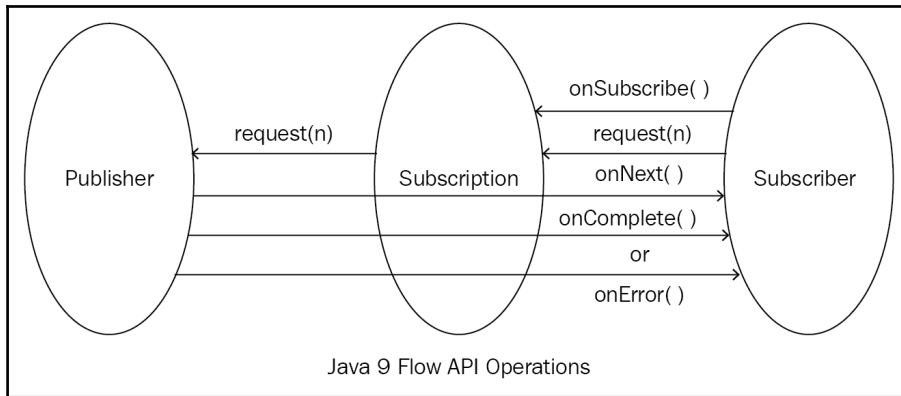 onSubscribe( )
request(n)
request(n)
Publisher
Subscription
onNext( )
Subscriber
onComplete( )
or
onError( )
Java 9 Flow API Operations